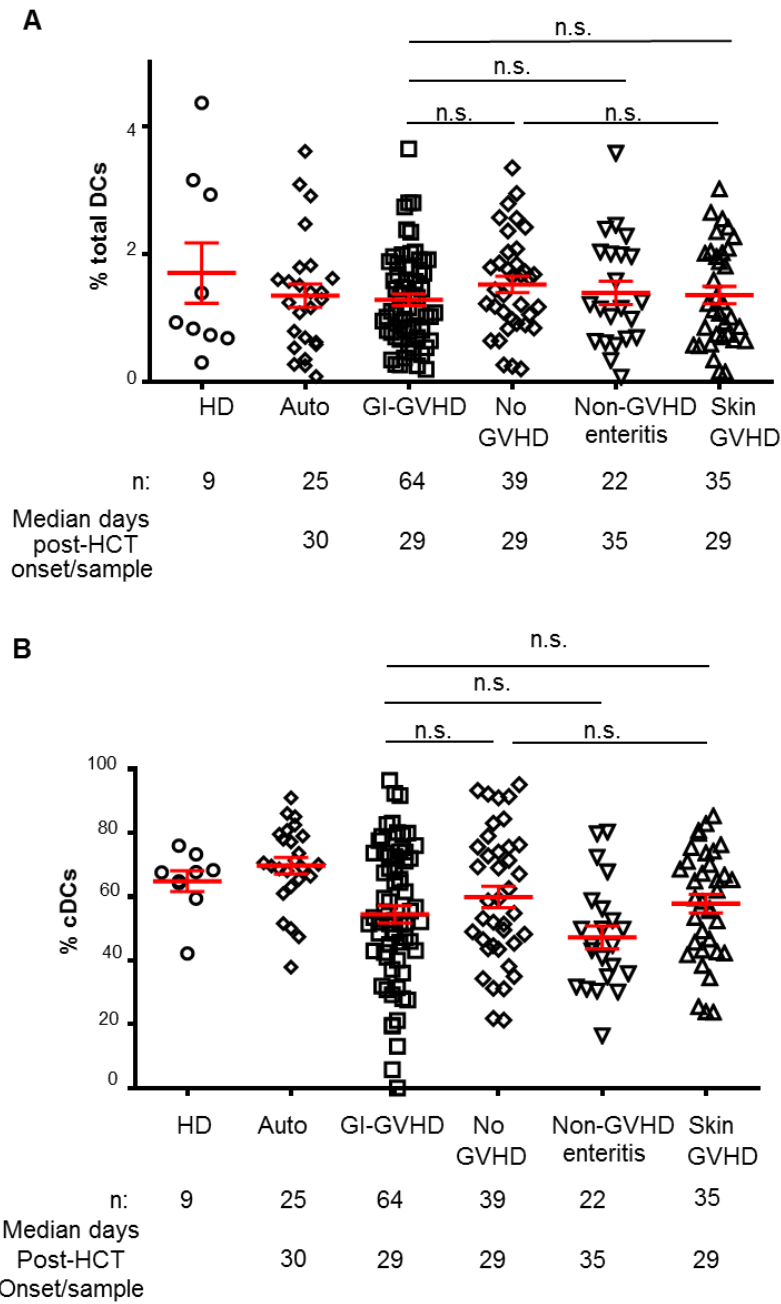 A
n.s.
n.s.
n.s. n.s.
% total DCs
4
2
0
HD Auto GI-GVHD No GVHD Non-GVHD enteritis Skin GVHD
n: 9 25 64 39 22 35
Median days
post-HCT 30 29 29 35 29
onset/sample
B
n.s.
n.s.
n.s. n.s.
% cDCs
100
80
60
40
20
0
HD Auto GI-GVHD No GVHD Non-GVHD enteritis Skin GVHD
n: 9 25 64 39 22 35
Median days
Post-HCT 30 29 29 35 29
Onset/sample